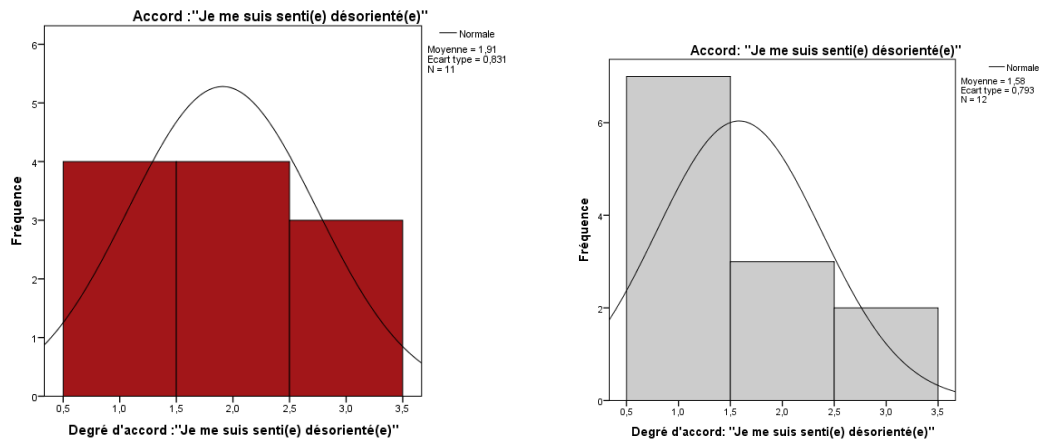 Accord :"Je me suis senti(e) désorienté(e)"
Normale
Moyenne = 1,91
Ecart type = 0,831
N = 11
Fréquence
6
5
4
3
2
1
0
0,5 1,0 1,5 2,0 2,5 3,0 3,5
Degré d'accord :"Je me suis senti(e) désorienté(e)"
Accord: "Je me suis senti(e) désorienté(e)"
Normale
Moyenne = 1,58
Ecart type = 0,793
N = 12
Fréquence
6
4
2
0
0,5 1,0 1,5 2,0 2,5 3,0 3,5
Degré d'accord: "Je me suis senti(e) désorienté(e)"